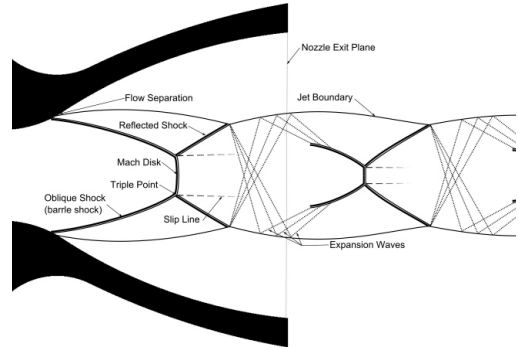 Nozzle Exit Plane
Flow Separation
Jet Boundary
Reflected Shock
Mach Disk
Triple Point
Oblique Shock
(barrle shock)
Slip Line
Expansion Waves